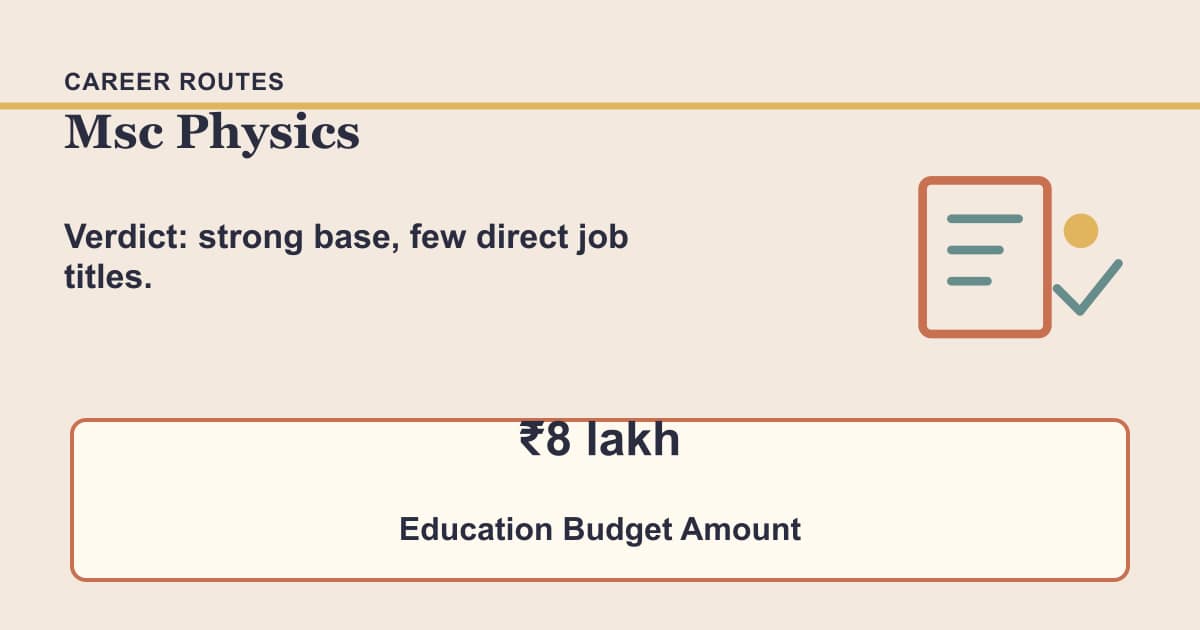 CAREER ROUTES
Msc Physics
Verdict: strong base, few direct job
titles.
₹8 lakh
Education Budget Amount